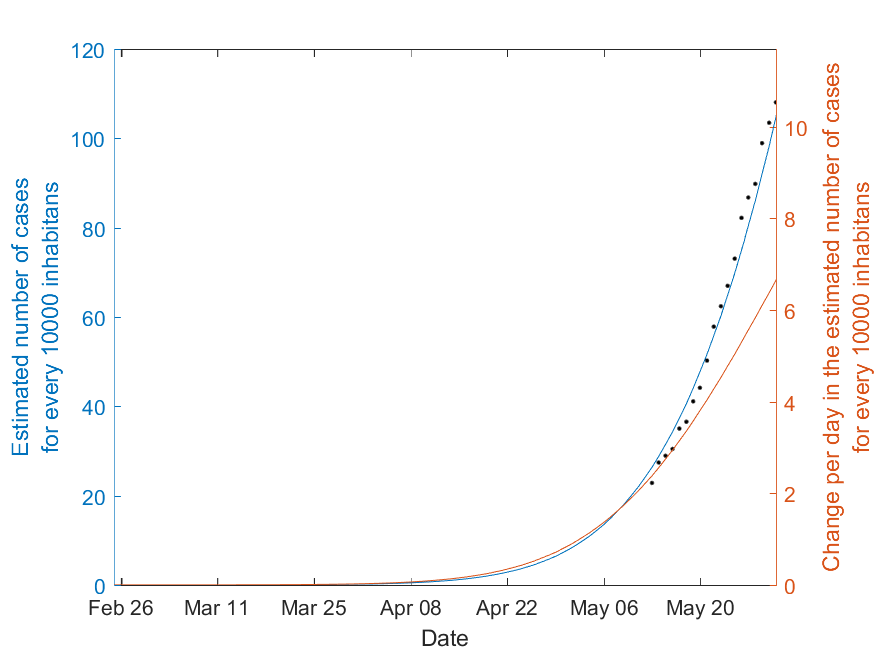 120
100
80
60
40
20
0
Estimated number of cases
for every 10000 inhabitans
10
8
6
4
2
0
Change per day in the estimated number of cases
for every 10000 inhabitans
Feb 26 Mar 11 Mar 25 Apr 08 Apr 22 May 06 May 20
Date